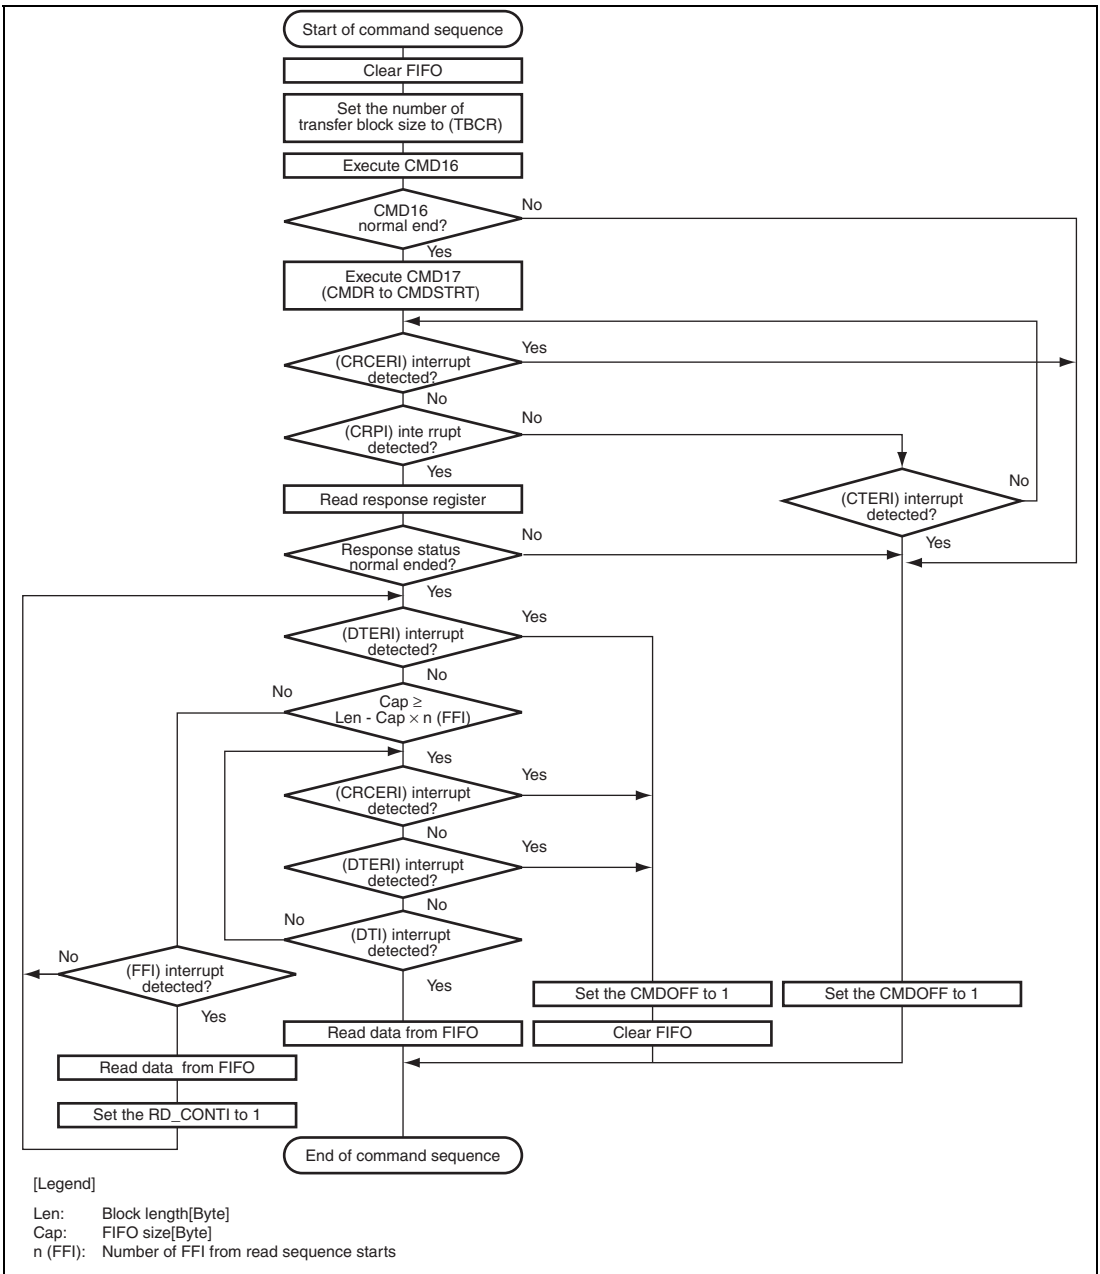 Start of command sequence
Clear FIFO
Set the number of
transfer block size to (TBCR)
Execute CMD16
CMD16
normal end?
No
Yes
Execute CMD17
(CMDR to CMDSTRT)
(CRCERI) interrupt
detected?
Yes
No
(CRPI) inte rrupt
detected?
No
Yes
(CTERI) interrupt
detected?
No
Yes
Read response register
Response status
normal ended?
No
Yes
(DTERI) interrupt
detected?
Yes
No
Cap ≥
Len - Cap × n (FFI)
No
Yes
(CRCERI) interrupt
detected?
Yes
No
(DTERI) interrupt
detected?
Yes
No
(DTI) interrupt
detected?
No
Yes
(FFI) interrupt
detected?
No
Yes
Set the CMDOFF to 1
Set the CMDOFF to 1
Read data from FIFO
Clear FIFO
Read data from FIFO
Set the RD_CONTI to 1
End of command sequence
[Legend]
Len: Block length[Byte]
Cap: FIFO size[Byte]
n (FFI): Number of FFI from read sequence starts